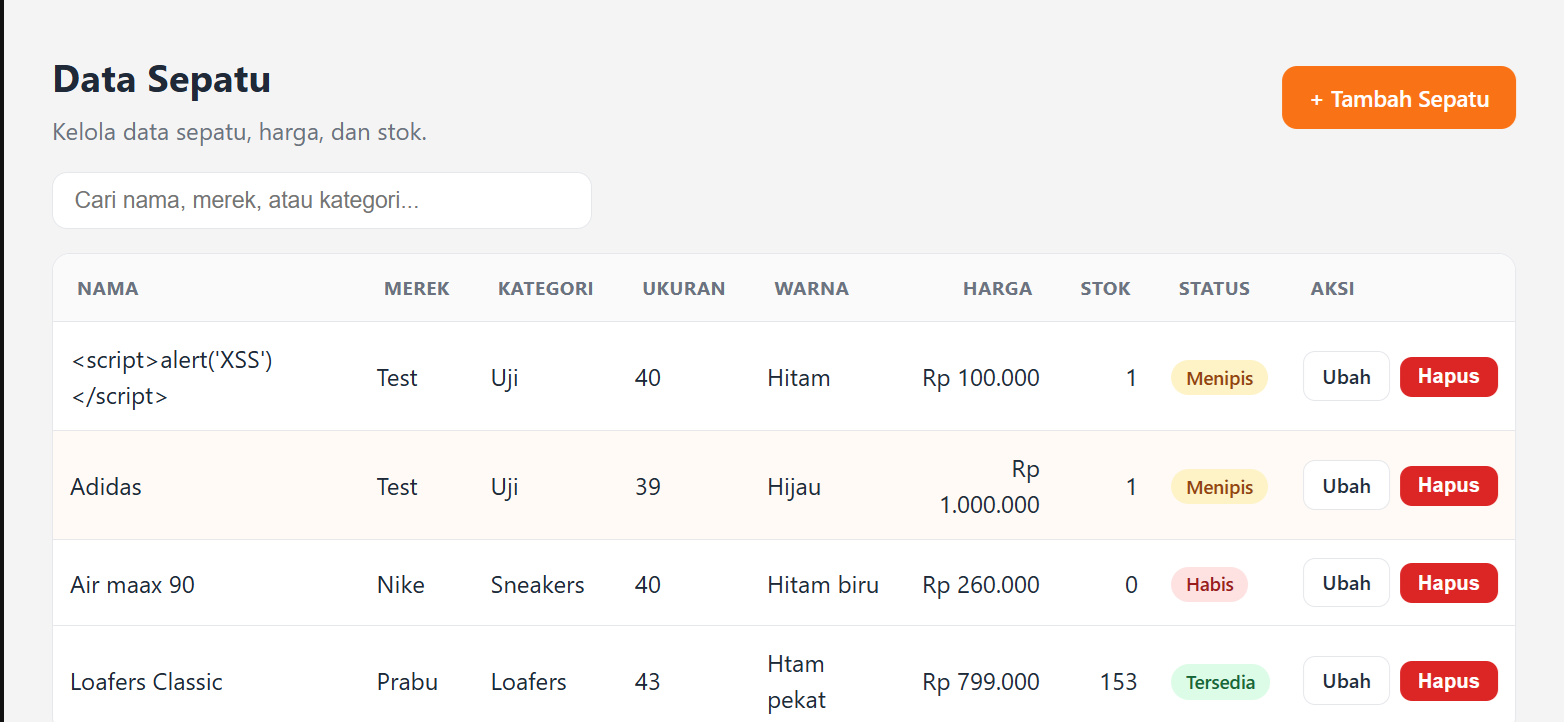 Data Sepatu
+ Tambah Sepatu
Kelola data sepatu, harga, dan stok.
Cari nama, merek, atau kategori...
NAMA MEREK KATEGORI UKURAN WARNA HARGA STOK STATUS AKSI
<script>alert('XSS')
</script> Test Uji 40 Hitam Rp 100.000 1 Menipis Ubah Hapus
Adidas Test Uji 39 Hijau Rp
1.000.000 1 Menipis Ubah Hapus
Air maax 90 Nike Sneakers 40 Hitam biru Rp 260.000 0 Habis Ubah Hapus
Loafers Classic Prabu Loafers 43 Htam
pekat Rp 799.000 153 Tersedia Ubah Hapus